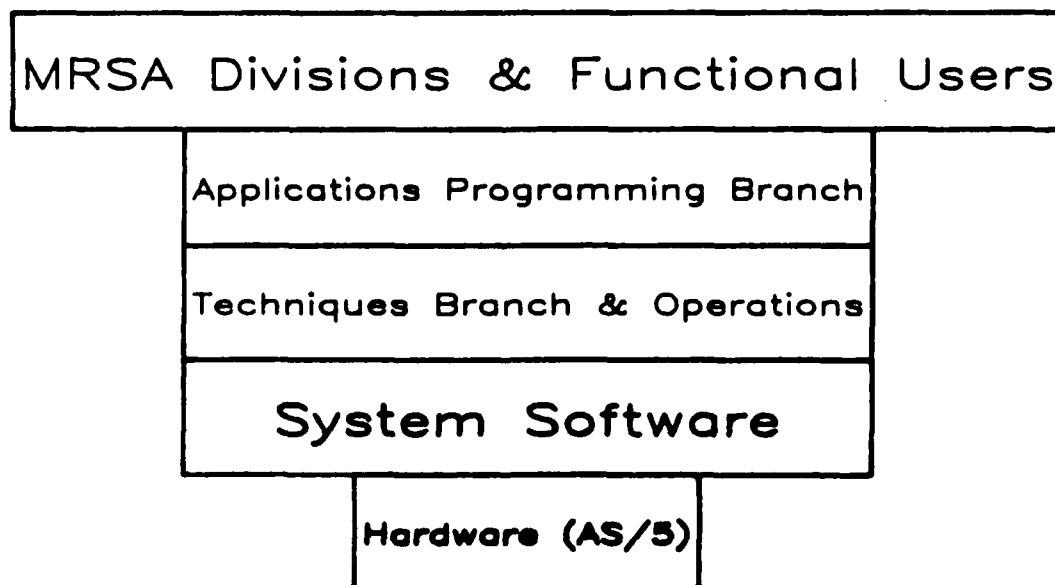 MRSA Divisions & Functional Users
Applications Programming Branch
Techniques Branch & Operations
System Software
Hardware (AS/5)